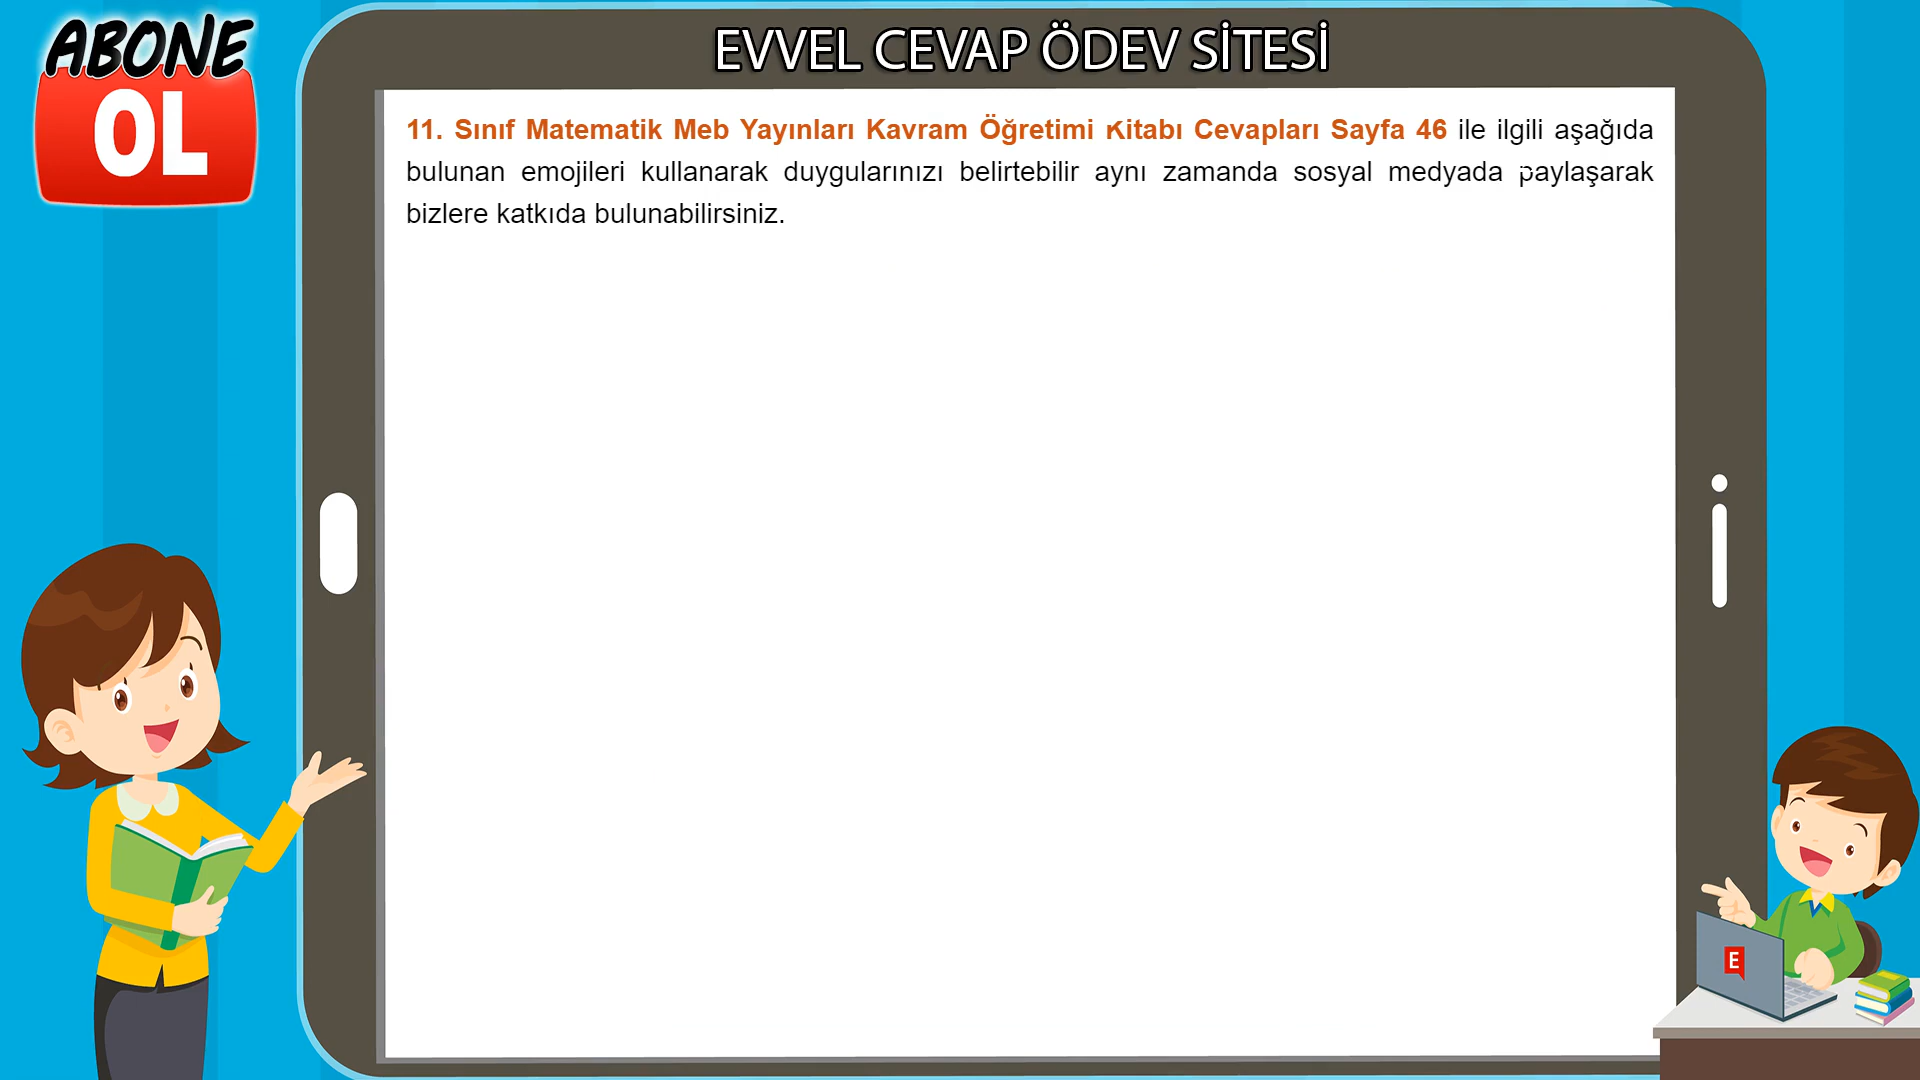 ABONE
OL
EVVEL CEVAP ÖDEV SİTESİ
11. Sınıf Matematik Meb Yayınları Kavram Öğretimi Kitabı Cevapları Sayfa 46 ile ilgili aşağıda
bulunan emojileri kullanarak duygularınızı belirtebilir aynı zamanda sosyal medyada paylaşarak
bizlere katkıda bulunabilirsiniz.
E